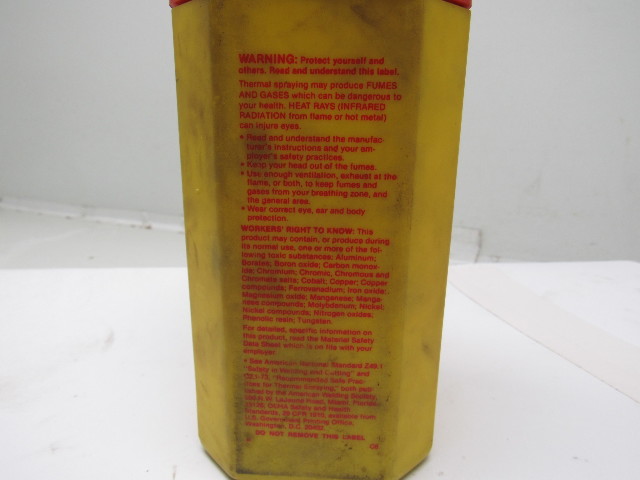 WARNING: Protect yourself and
others. Read and understand this label.
Thermal spraying may produce FUMES
AND GASES which can be dangerous to
your health. HEAT RAYS (INFRARED
RADIATION from flame or hot metal)
can injure eyes.
• Read and understand the manufac-
turer's instructions and your em-
ployer's safety practices.
• Keep your head out of the fumes.
• Use enough ventilation, exhaust at the
flame, or both, to keep fumes and
gases from your breathing zone, and
the general area.
• Wear correct eye, ear and body
protection.
WORKERS' RIGHT TO KNOW: This
product may contain, or produce during
its normal use, one or more of the fol-
lowing toxic substances: Aluminum;
Borates; Boron oxide; Carbon monox-
ide; Chromium; Chromic, Chromous and
Chromate salts; Cobalt; Copper; Copper
compounds; Ferrovanadium; Iron oxide;
Magnesium oxide; Manganese; Manga-
nese compounds; Molybdenum; Nickel;
Nickel compounds; Nitrogen oxides;
Phenolic resin; Tungsten.
For detailed, specific information on
this product, read the Material Safety
Data Sheet which is on file with your
employer.
• See American National Standard Z49.1
"Safety in Welding and Cutting" and
"Recommended Safe Prac-
tices for Thermal Spraying," both pub-
lished by the American Welding Society,
Miami, Florida
OSHA Safety and Health
Standards, 29 CFR 1910, available from
U.S. Government Printing Office,
Washington, D.C. 20402
DO NOT REMOVE THIS LABEL